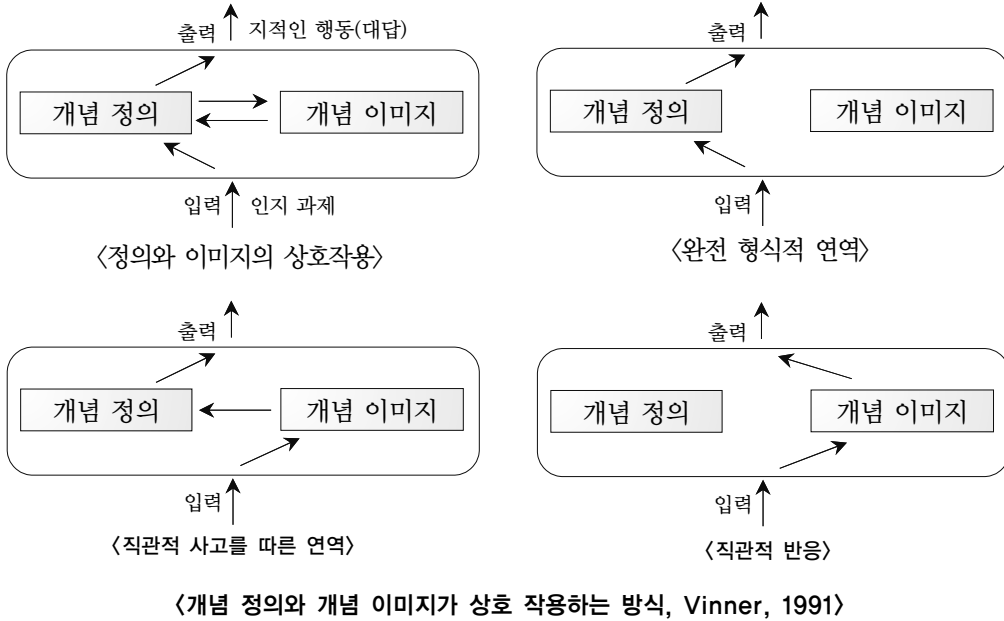 출력 지적인 행동(대답)
개념 정의 개념 이미지
입력 인지 과제
〈정의와 이미지의 상호작용〉
출력
개념 정의 개념 이미지
입력
〈완전 형식적 연역〉
출력
개념 정의 개념 이미지
입력
〈직관적 사고를 따른 연역〉
출력
개념 정의 개념 이미지
입력
〈직관적 반응〉
〈개념 정의와 개념 이미지가 상호 작용하는 방식, Vinner, 1991〉